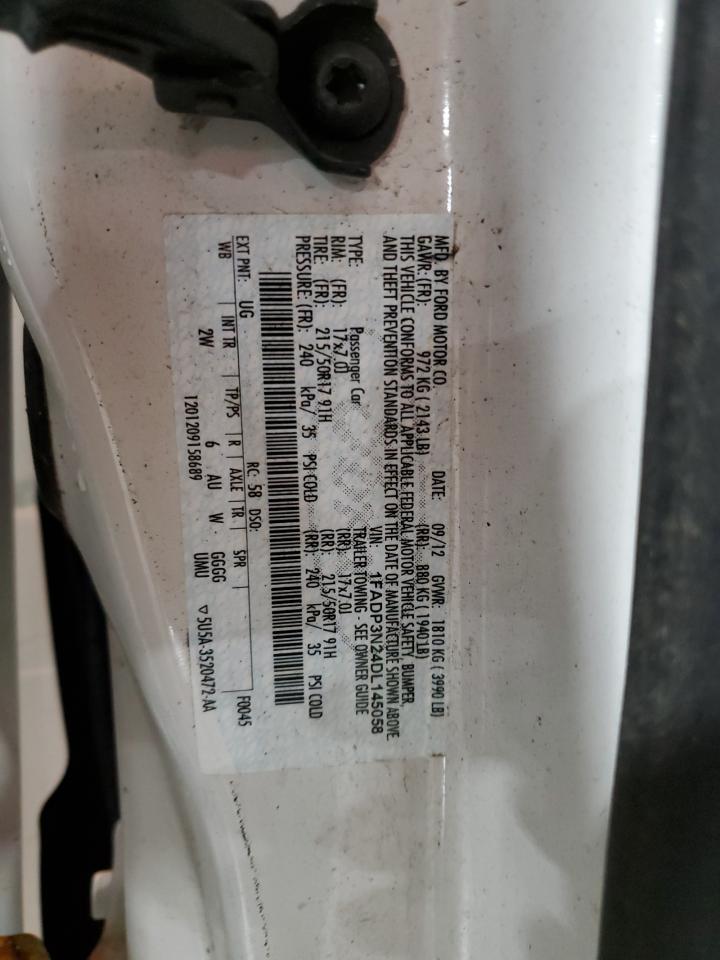 MFD. BY FORD MOTOR CO. DATE: 09/12 GVWR: 1810 KG ( 3990 LB)
GAWR: (FR): 972 KG ( 2143 LB) (RR): 880 KG ( 1940 LB)
THIS VEHICLE CONFORMS TO ALL APPLICABLE FEDERAL MOTOR VEHICLE SAFETY, BUMPER,
AND THEFT PREVENTION STANDARDS IN EFFECT ON THE DATE OF MANUFACTURE SHOWN ABOVE.
VIN: 1FADP3N24DL145058
TYPE: Passenger Car TRAILER TOWING - SEE OWNER GUIDE
RIM: (FR): 17x7.0J (RR): 17x7.0J
TIRE: (FR): 215/50R17 91H (RR): 215/50R17 91H
PRESSURE: (FR): 240 kPa/ 35 PSI COLD (RR): 240 kPa/ 35 PSI COLD
RC: 58 DSO: F0045
EXT PNT: UG
WB INT TR TP/PS R AXLE TR SPR
2W 6 AU W GGGG
UMU ▽ 5U5A-3520472-AA
1201209158689